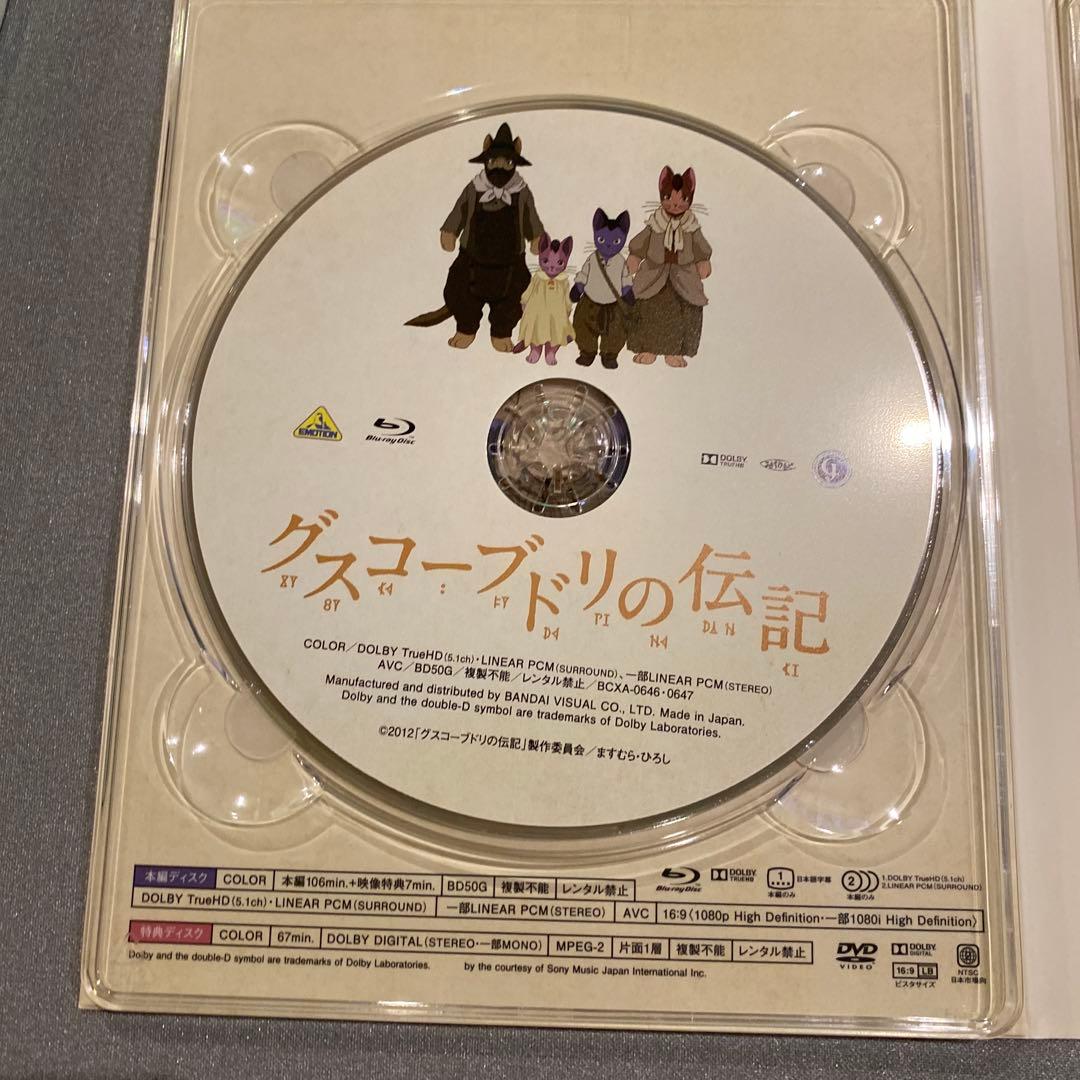 EMOTION
Blu-ray Disc
DOLBY TRUEHD
グスコーブドリの伝記
COLOR/DOLBY TrueHD(5.1ch)・LINEAR PCM(SURROUND)、一部LINEAR PCM(STEREO)
AVC/BD50G/複製不能/レンタル禁止/BCXA-0646・0647
Manufactured and distributed by BANDAI VISUAL CO., LTD. Made in Japan.
Dolby and the double-D symbol are trademarks of Dolby Laboratories.
©2012「グスコーブドリの伝記」製作委員会/ますむら・ひろし
本編ディスク COLOR 本編106min.+映像特典7min. BD50G 複製不能 レンタル禁止 Blu-ray Disc DOLBY TRUEHD 1 日本語字幕 本編のみ 2 1.DOLBY TrueHD(5.1ch) 2.LINEAR PCM(SURROUND) 本編のみ
DOLBY TrueHD(5.1ch)・LINEAR PCM(SURROUND) 一部LINEAR PCM(STEREO) AVC 16:9〈1080p High Definition・一部1080i High Definition〉
特典ディスク COLOR 67min. DOLBY DIGITAL(STEREO・一部MONO) MPEG-2 片面1層 複製不能 レンタル禁止 DVD VIDEO DOLBY DIGITAL 16:9 LB ビスタサイズ 2 NTSC 日本市場向
Dolby and the double-D symbol are trademarks of Dolby Laboratories. by the courtesy of Sony Music Japan International Inc.